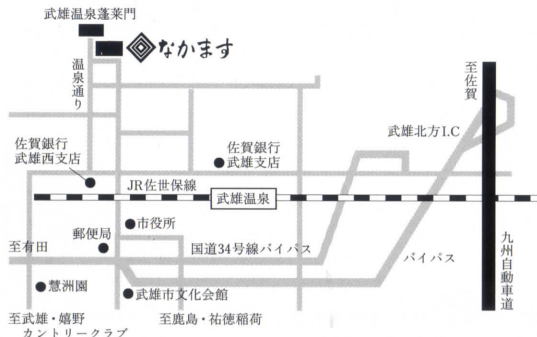 武雄温泉蓬莱門
なかます
温泉通り
至佐賀
武雄北方I.C
佐賀銀行
武雄西支店
佐賀銀行
武雄支店
JR佐世保線
武雄温泉
市役所
郵便局
至有田
国道34号線バイパス
バイパス
九州自動車道
慧洲園
武雄市文化会館
至武雄・嬉野
カントリークラブ
至鹿島・祐徳稲荷